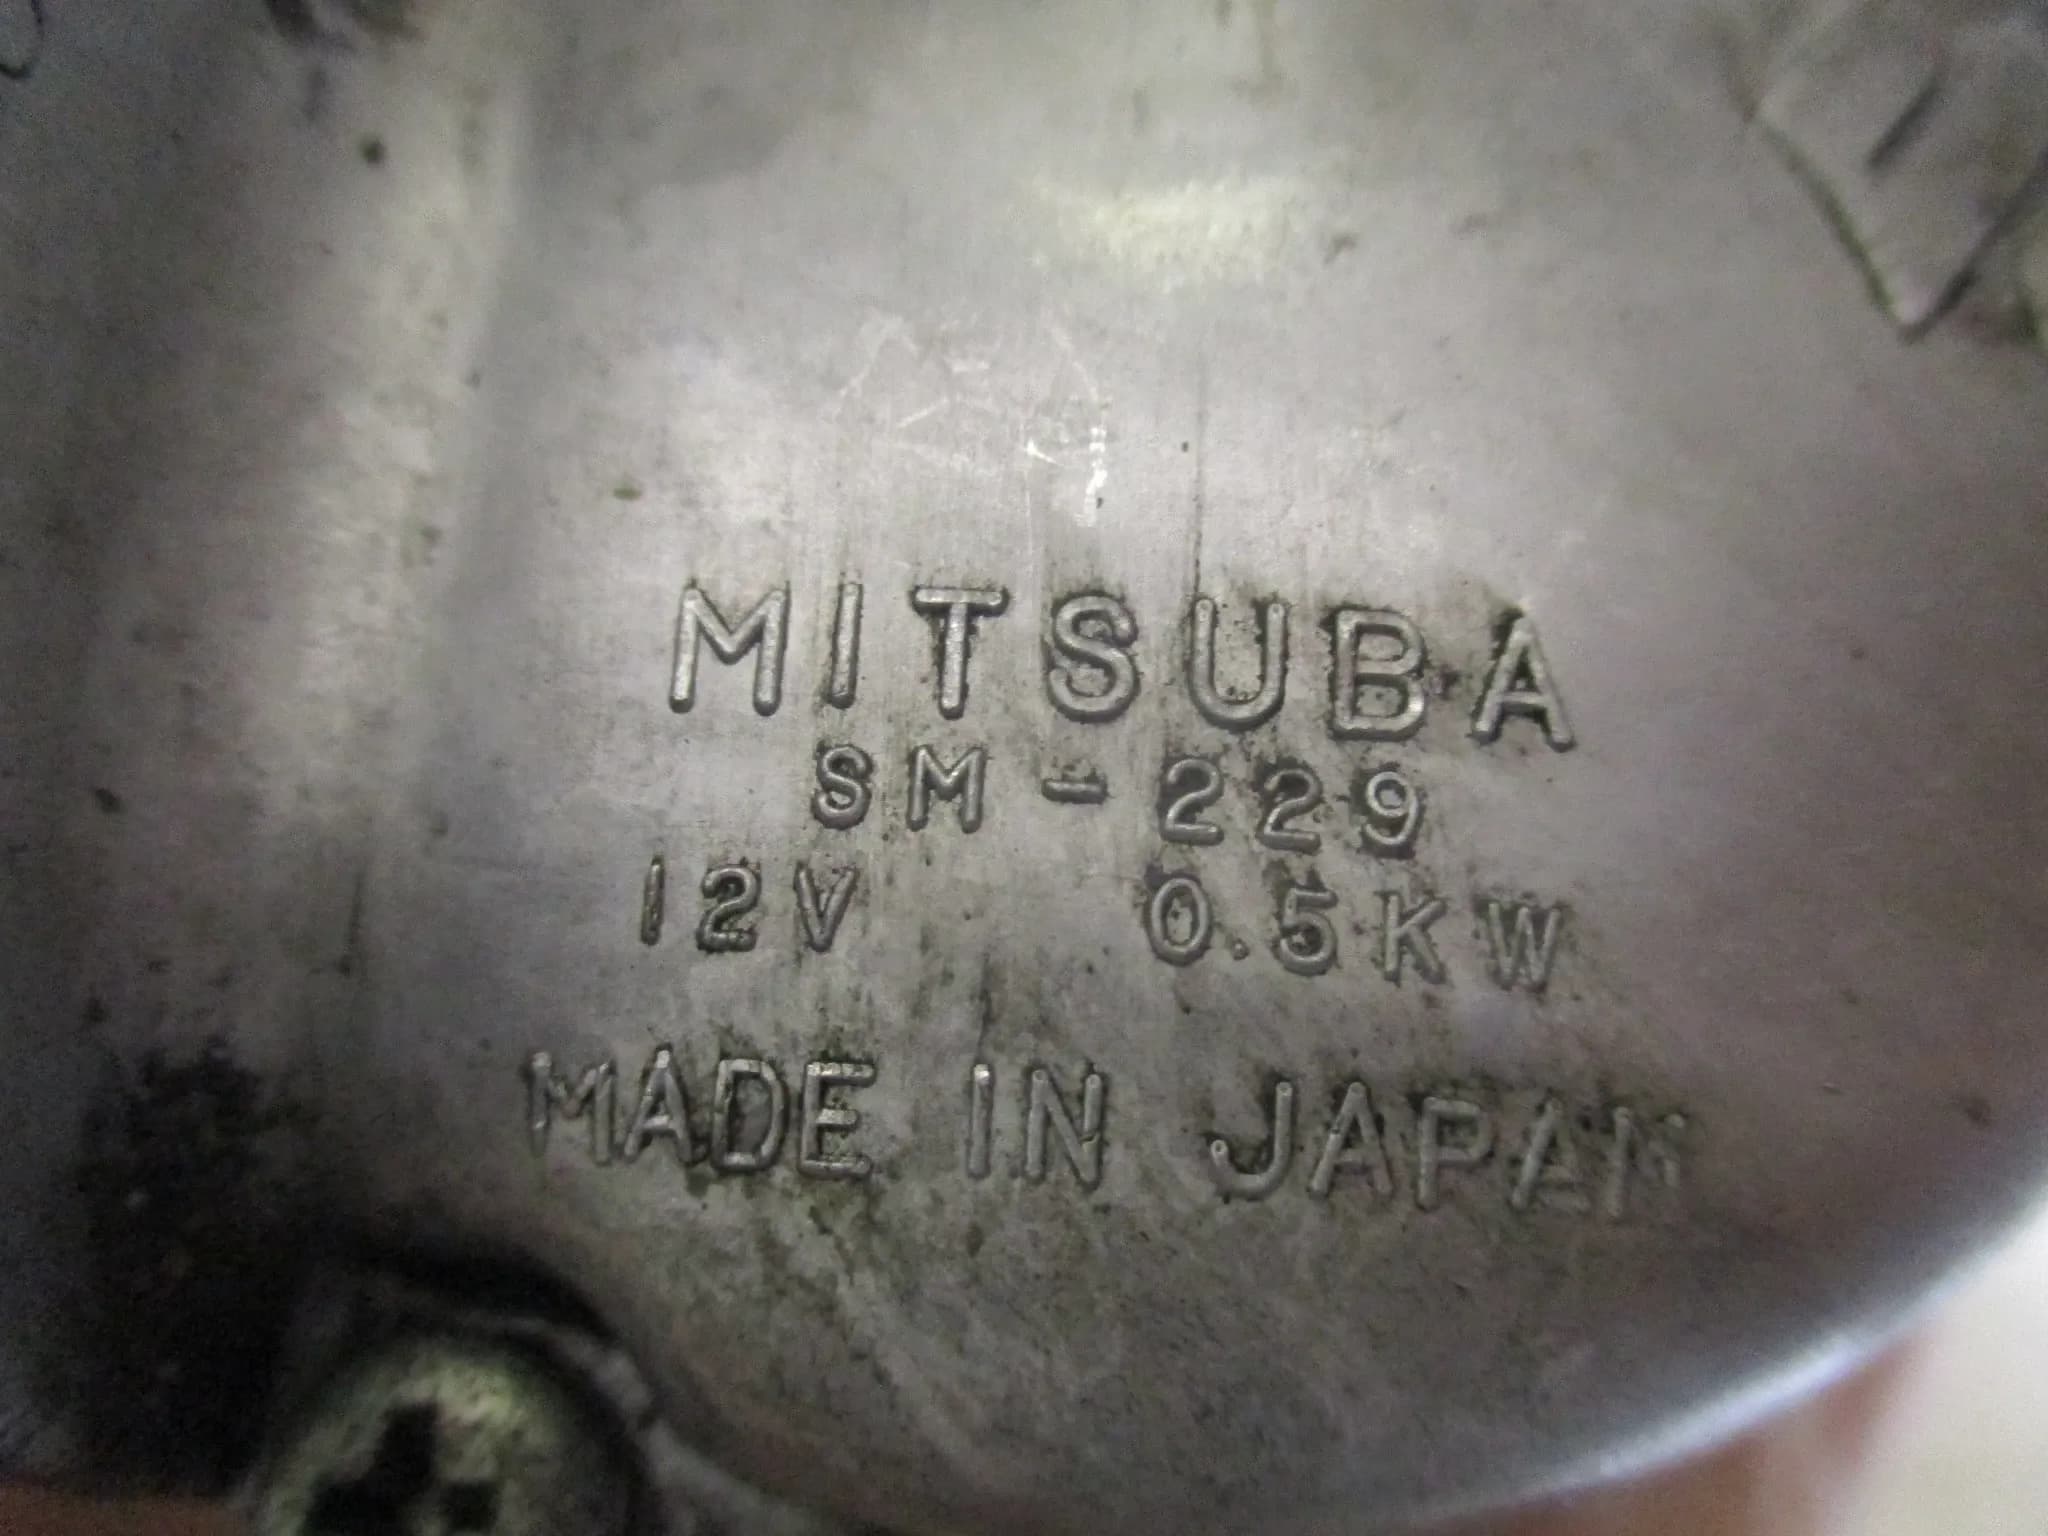 MITSUBA
SM-229
12V 0.5KW
MADE IN JAPAN